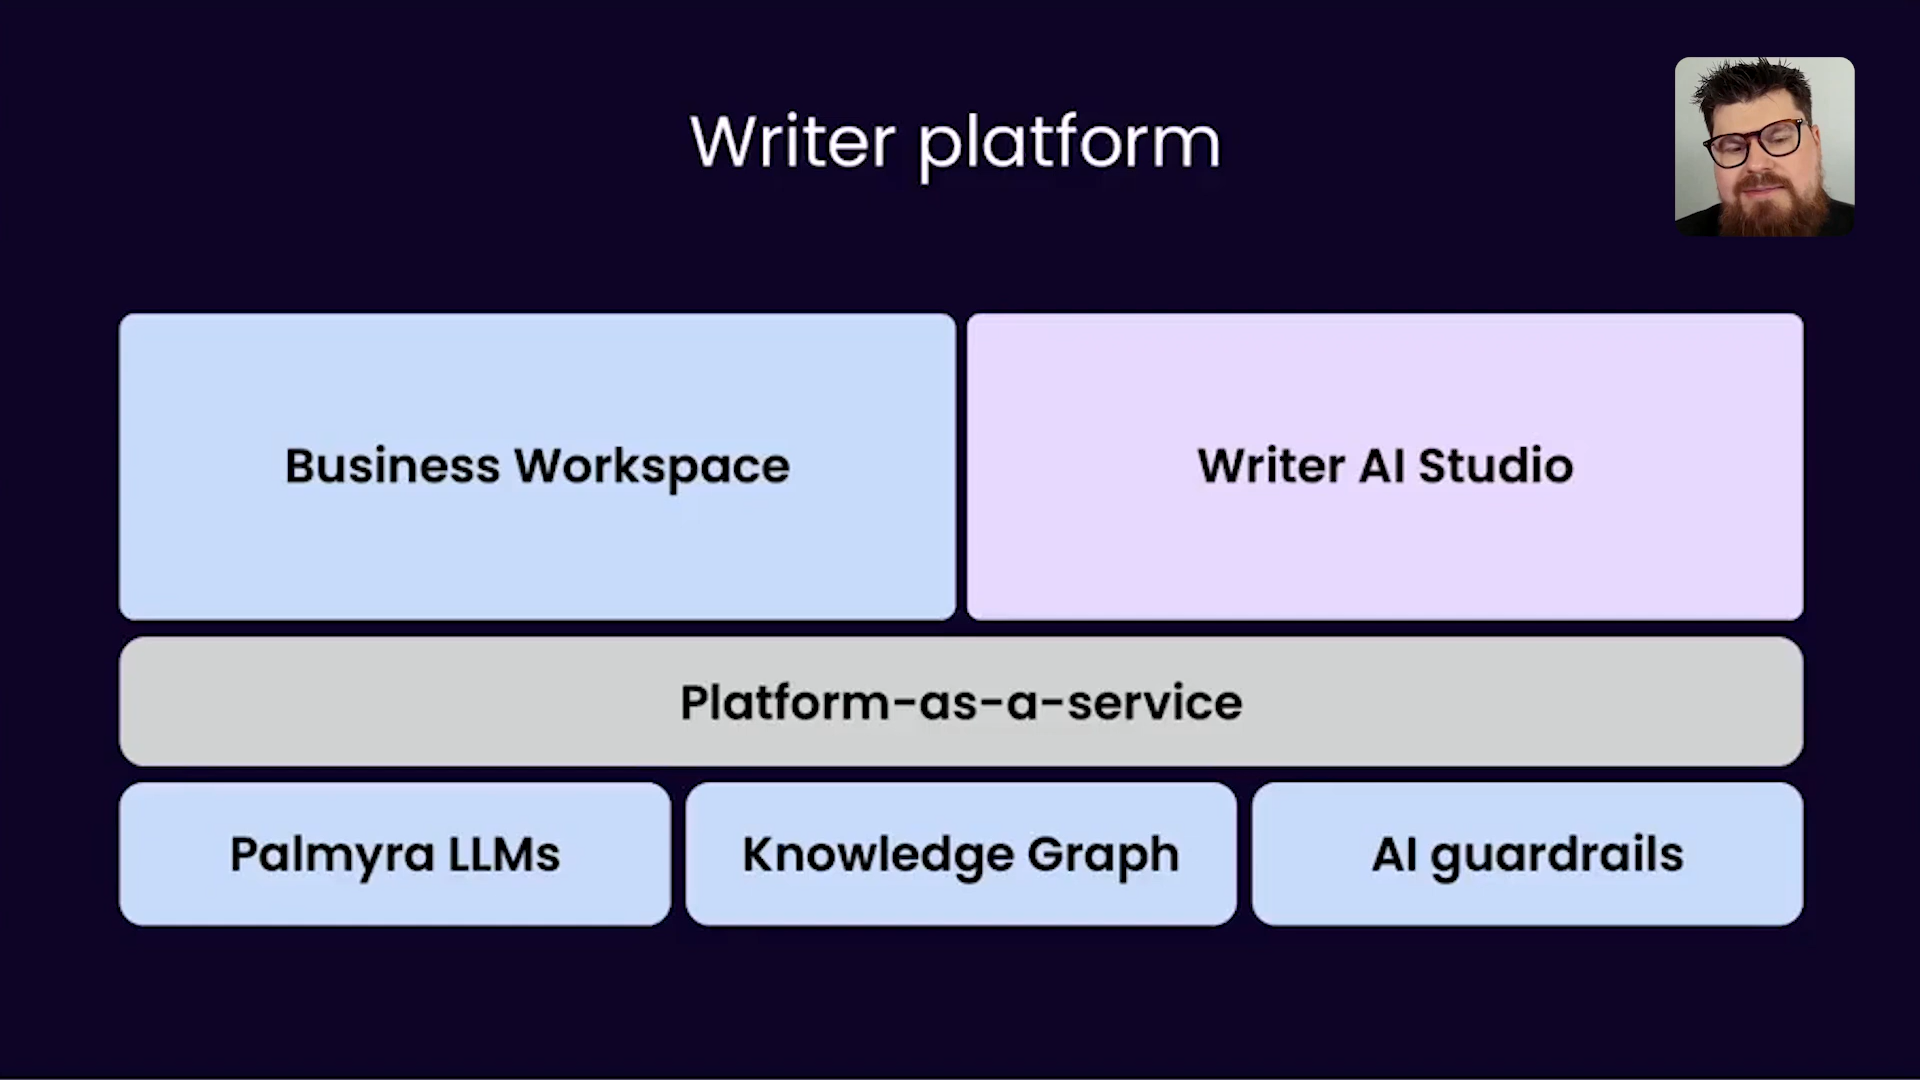 Writer platform
Business Workspace
Writer AI Studio
Platform-as-a-service
Palmyra LLMs
Knowledge Graph
AI guardrails